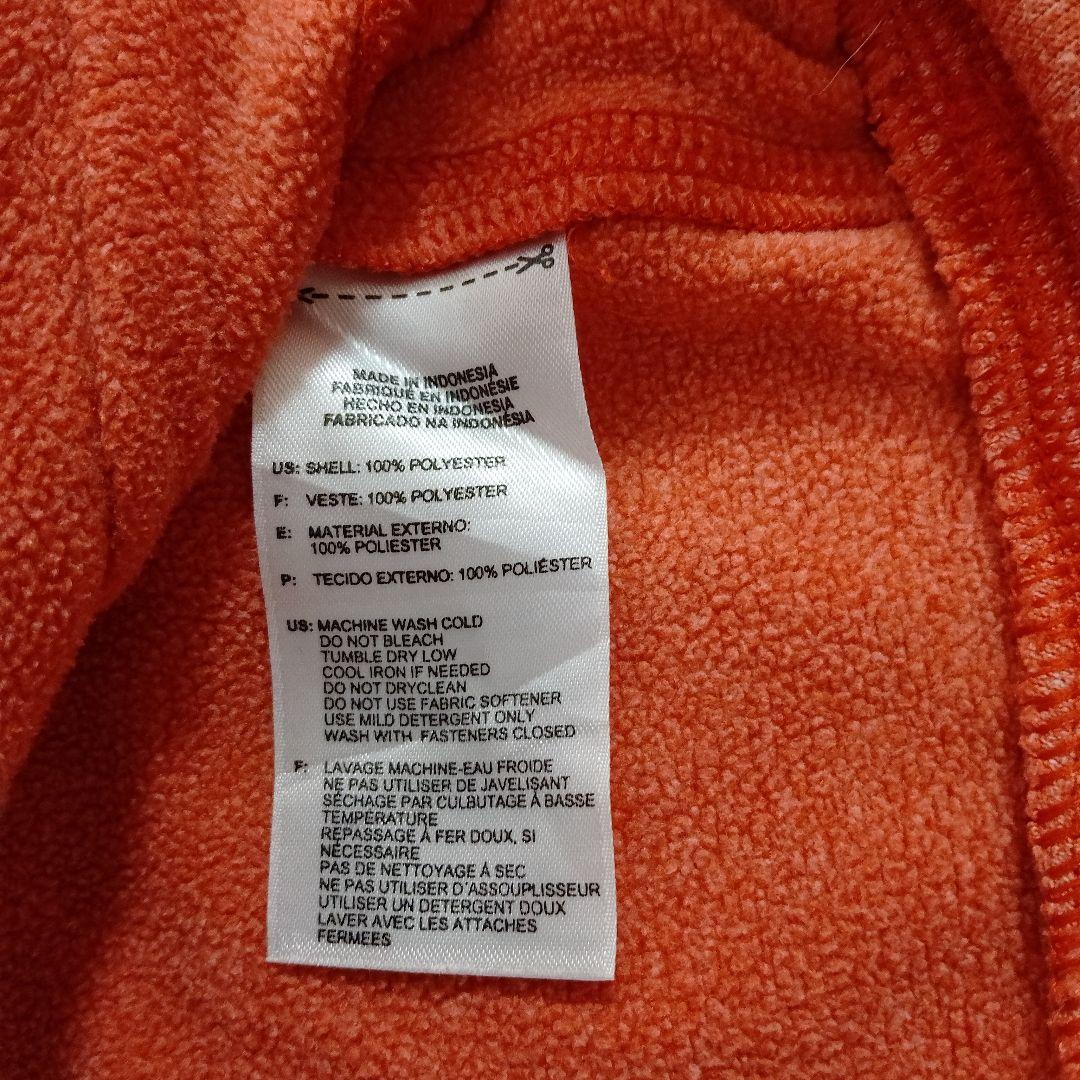 MADE IN INDONESIA
FABRIQUÉ EN INDONÉSIE
HECHO EN INDONESIA
FABRICADO NA INDONÉSIA
US: SHELL: 100% POLYESTER
F: VESTE: 100% POLYESTER
E: MATERIAL EXTERNO:
100% POLIESTER
P: TECIDO EXTERNO: 100% POLIÉSTER
US: MACHINE WASH COLD
DO NOT BLEACH
TUMBLE DRY LOW
COOL IRON IF NEEDED
DO NOT DRYCLEAN
DO NOT USE FABRIC SOFTENER
USE MILD DETERGENT ONLY
WASH WITH FASTENERS CLOSED
F: LAVAGE MACHINE-EAU FROIDE
NE PAS UTILISER DE JAVELISANT
SÉCHAGE PAR CULBUTAGE À BASSE
TEMPÉRATURE
REPASSAGE À FER DOUX, SI
NÉCESSAIRE
PAS DE NETTOYAGE À SEC
NE PAS UTILISER D'ASSOUPLISSEUR
UTILISER UN DÉTERGENT DOUX
LAVER AVEC LES ATTACHES
FERMÉES